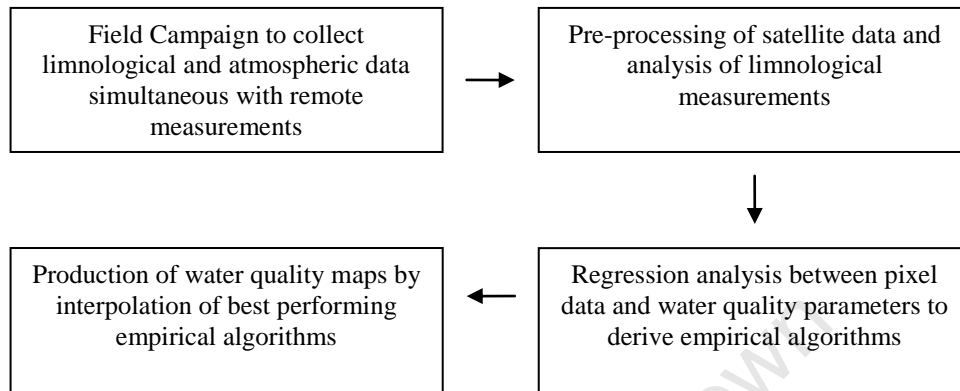 Field Campaign to collect
limnological and atmospheric data
simultaneous with remote
measurements
Pre-processing of satellite data and
analysis of limnological
measurements
Regression analysis between pixel
data and water quality parameters to
derive empirical algorithms
Production of water quality maps by
interpolation of best performing
empirical algorithms